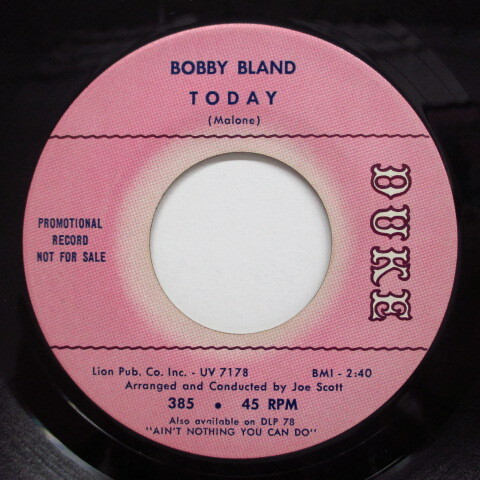 BOBBY BLAND
TODAY
(Malone)
DUKE
PROMOTIONAL
RECORD
NOT FOR SALE
Lion Pub. Co. Inc. - UV 7178 BMI - 2:40
Arranged and Conducted by Joe Scott
385 • 45 RPM
Also available on DLP 78
"AIN'T NOTHING YOU CAN DO"